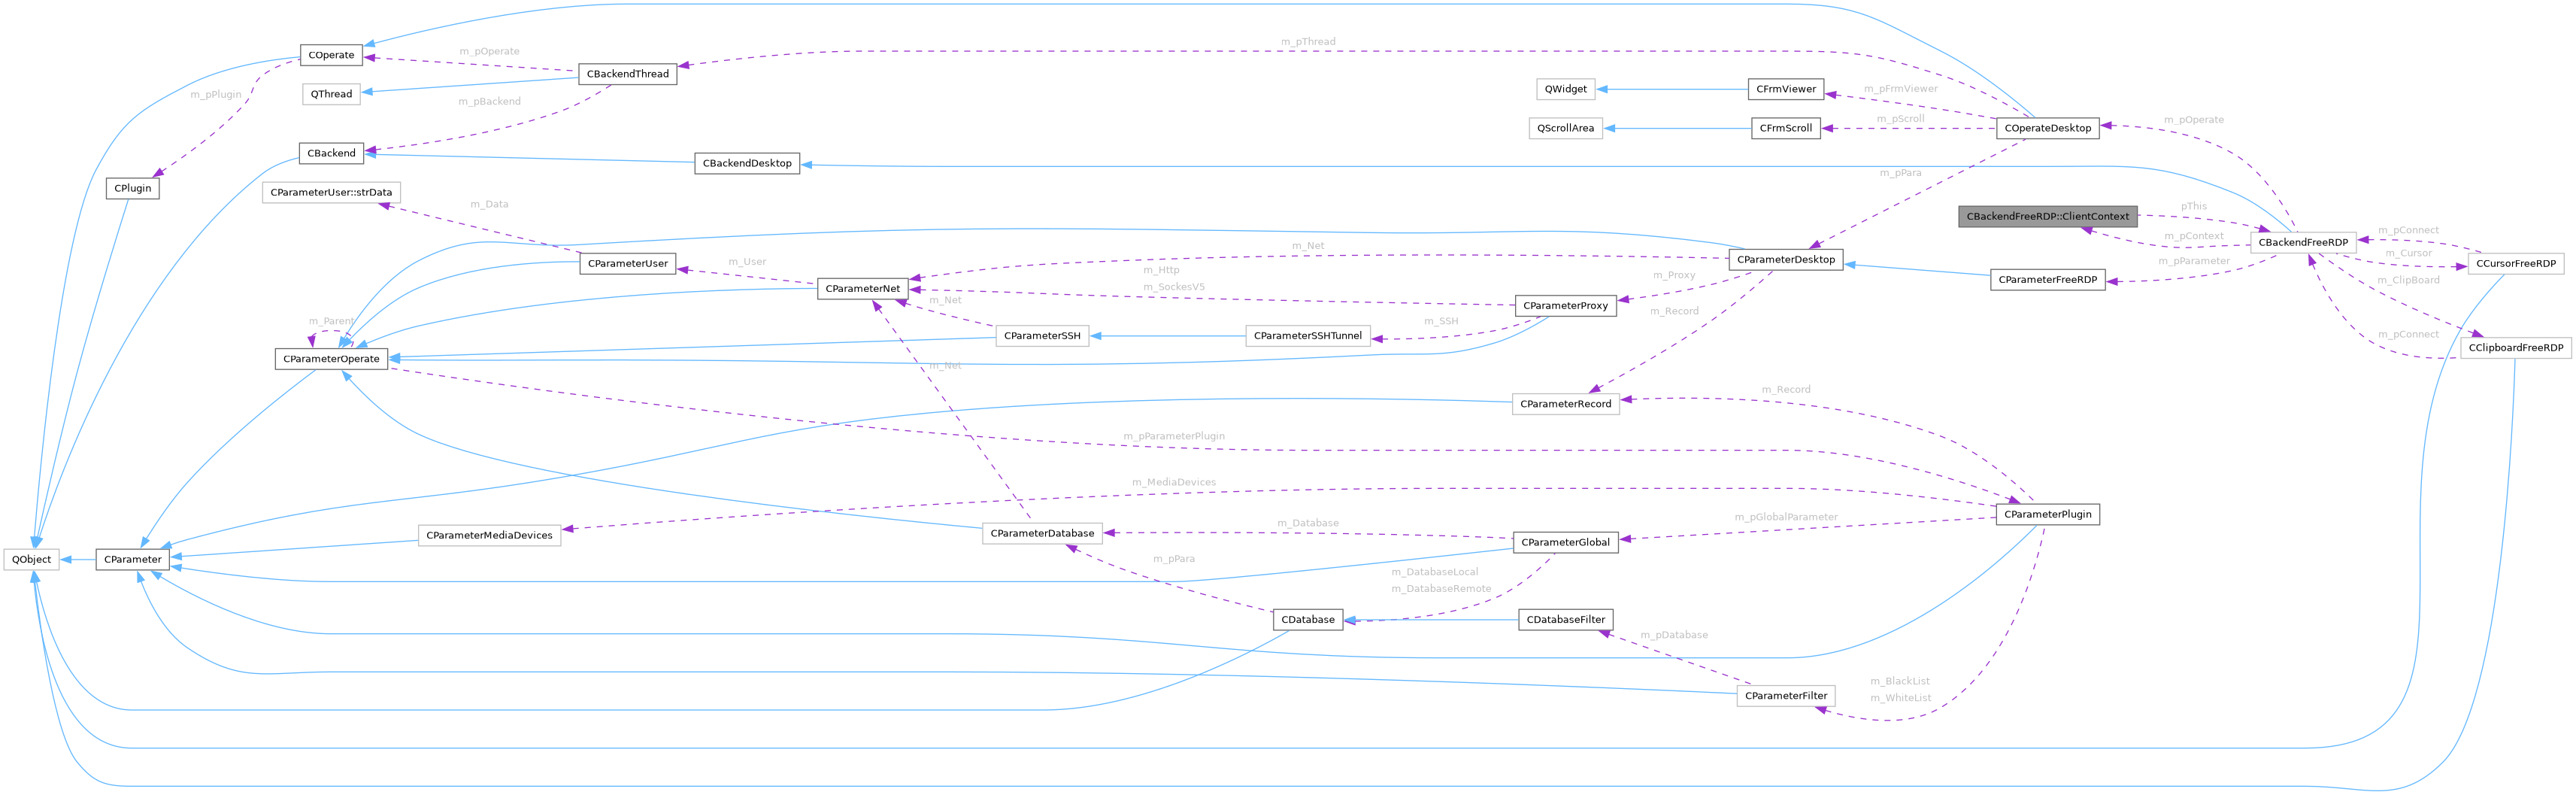 COperate
m_pOperate
CBackendThread
m_pThread
QThread
m_pPlugin
m_pBackend
QWidget
CFrmViewer
m_pFrmViewer
QScrollArea
CFrmScroll
m_pScroll
COperateDesktop
m_pOperate
CBackend
CBackendDesktop
CPlugin
CParameterUser::strData
m_Data
m_pPara
CBackendFreeRDP::ClientContext
pThis
m_pContext
CBackendFreeRDP
m_pConnect
m_Cursor
CCursorFreeRDP
m_pParameter
m_ClipBoard
CParameterUser
m_User
m_Net
CParameterDesktop
CParameterFreeRDP
CParameterNet
m_Http
m_SockesV5
m_Proxy
CParameterProxy
m_Record
m_Parent
m_Net
CParameterSSH
CParameterSSHTunnel
m_SSH
m_pConnect
CClipboardFreeRDP
CParameterOperate
m_Net
CParameterRecord
m_Record
m_pParameterPlugin
m_MediaDevices
CParameterPlugin
CParameterMediaDevices
CParameterDatabase
m_Database
m_pGlobalParameter
CParameterGlobal
QObject
CParameter
m_pPara
m_DatabaseLocal
m_DatabaseRemote
CDatabase
CDatabaseFilter
m_pDatabase
m_BlackList
m_WhiteList
CParameterFilter